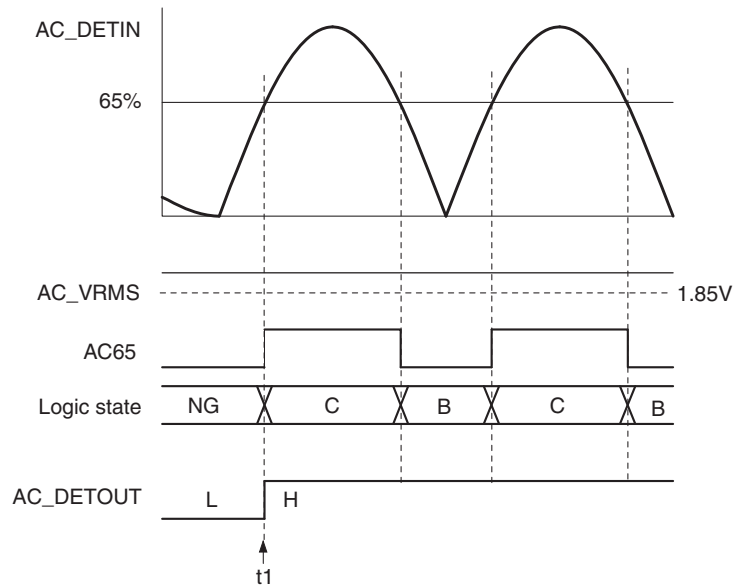 AC_DETIN
65%
AC_VRMS
1.85V
AC65
Logic state
NG
C
B
C
B
AC_DETOUT
L
H
t1